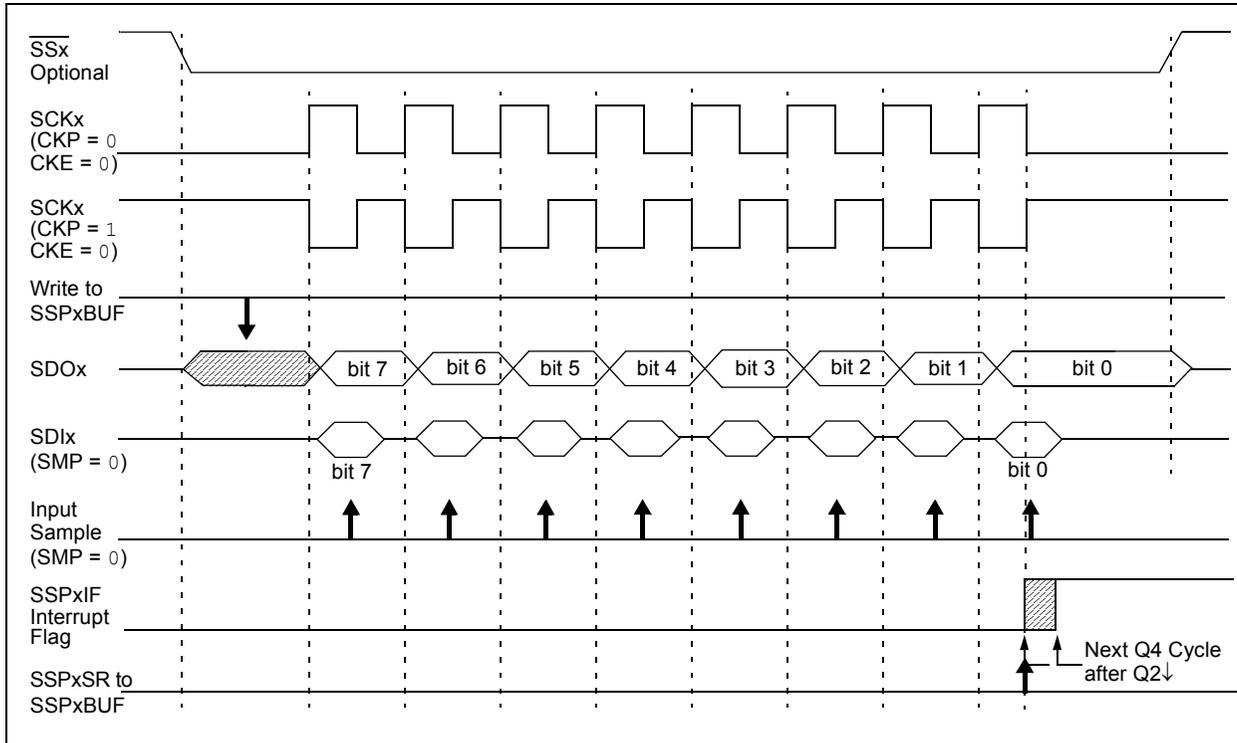 SSx
Optional
SCKx
(CKP = 0
CKE = 0)
SCKx
(CKP = 1
CKE = 0)
Write to
SSPxBUF
SDOx
bit 7
bit 6
bit 5
bit 4
bit 3
bit 2
bit 1
bit 0
SDIx
(SMP = 0)
bit 7
bit 0
Input
Sample
(SMP = 0)
SSPxIF
Interrupt
Flag
Next Q4 Cycle
after Q2↓
SSPxSR to
SSPxBUF